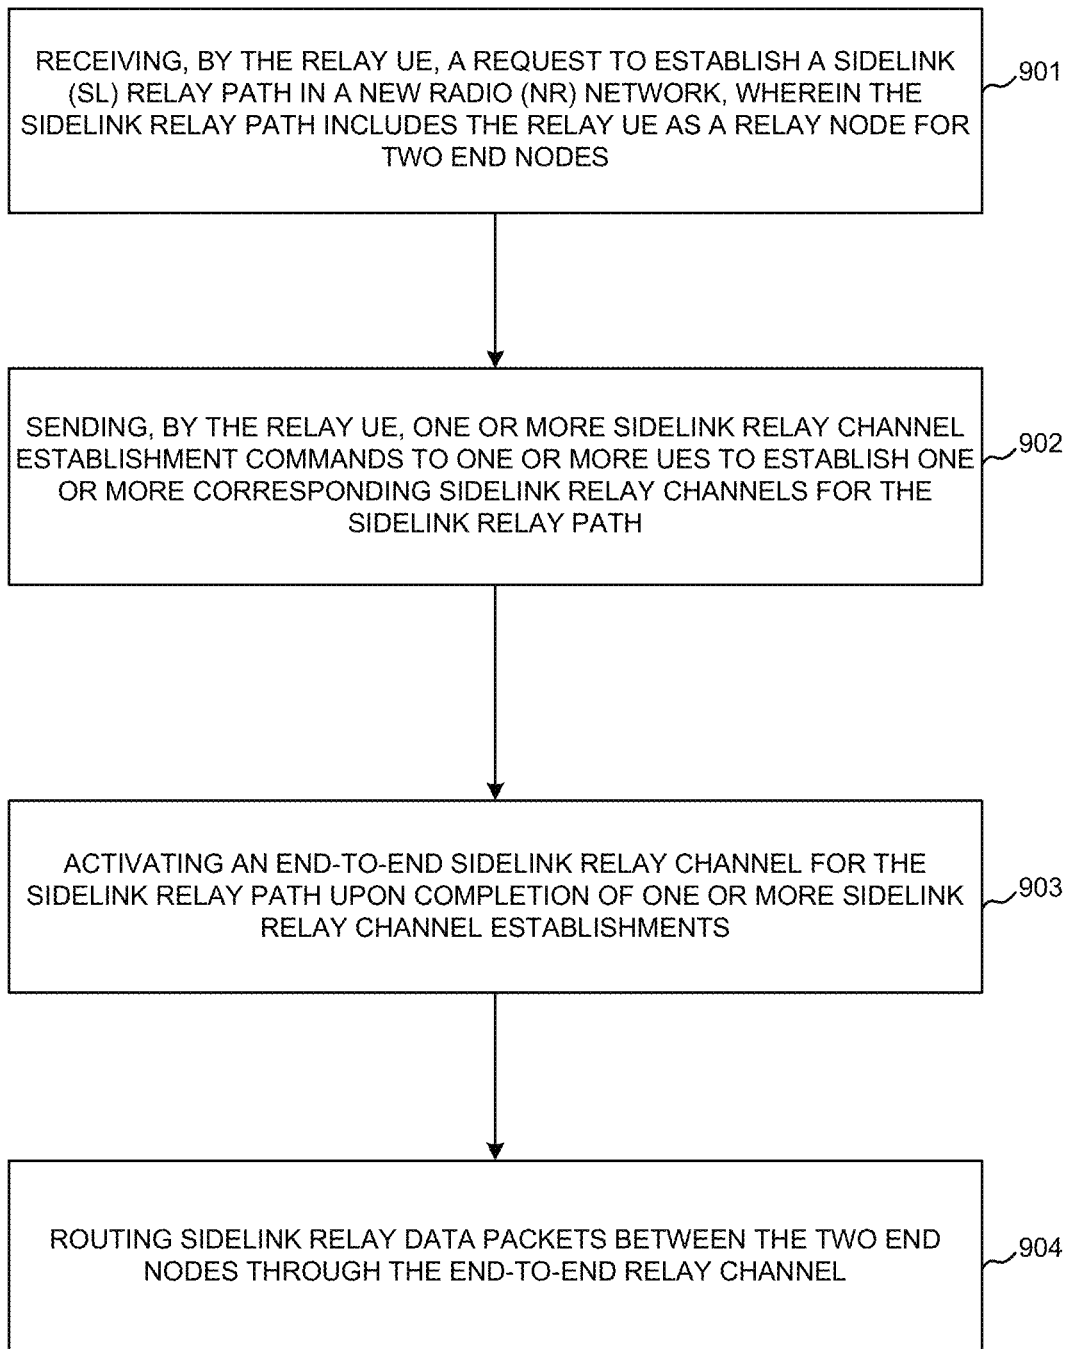 RECEIVING, BY THE RELAY UE, A REQUEST TO ESTABLISH A SIDELINK
(SL) RELAY PATH IN A NEW RADIO (NR) NETWORK, WHEREIN THE
SIDELINK RELAY PATH INCLUDES THE RELAY UE AS A RELAY NODE FOR
TWO END NODES
901
SENDING, BY THE RELAY UE, ONE OR MORE SIDELINK RELAY CHANNEL
ESTABLISHMENT COMMANDS TO ONE OR MORE UES TO ESTABLISH ONE
OR MORE CORRESPONDING SIDELINK RELAY CHANNELS FOR THE
SIDELINK RELAY PATH
902
ACTIVATING AN END-TO-END SIDELINK RELAY CHANNEL FOR THE
SIDELINK RELAY PATH UPON COMPLETION OF ONE OR MORE SIDELINK
RELAY CHANNEL ESTABLISHMENTS
903
ROUTING SIDELINK RELAY DATA PACKETS BETWEEN THE TWO END
NODES THROUGH THE END-TO-END RELAY CHANNEL
904